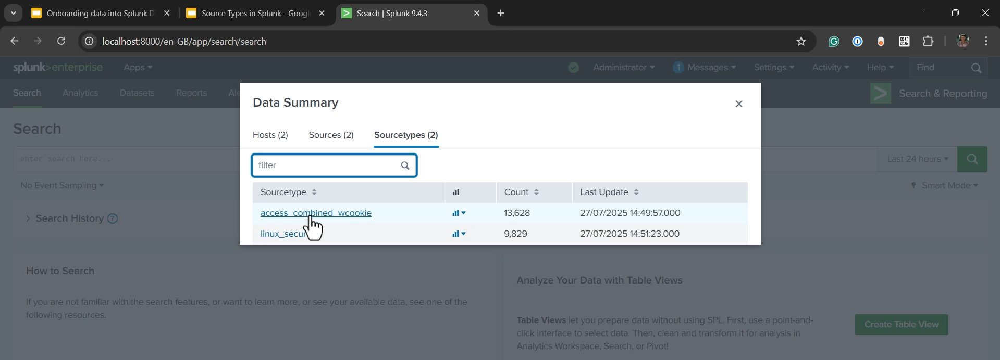 Onboarding data into Splunk D
Source Types in Splunk - Googl
Search | Splunk 9.4.3
localhost:8000/en-GB/app/search/search
splunk>enterprise
Apps
Administrator
1 Messages
Settings
Activity
Help
Find
Search
Analytics
Datasets
Reports
Ale
Search & Reporting
Search
enter search here...
Last 24 hours
No Event Sampling
Smart Mode
Search History ?
Data Summary
Hosts (2)
Sources (2)
Sourcetypes (2)
filter
Sourcetype
Count
Last Update
access_combined_wcookie
13,628
27/07/2025 14:49:57.000
linux_secur
9,829
27/07/2025 14:51:23.000
How to Search
If you are not familiar with the search features, or want to learn more, or see your available data, see one of the
following resources.
Analyze Your Data with Table Views
Table Views let you prepare data without using SPL. First, use a point-and-
click interface to select data. Then, clean and transform it for analysis in
Analytics Workspace, Search, or Pivot!
Create Table View